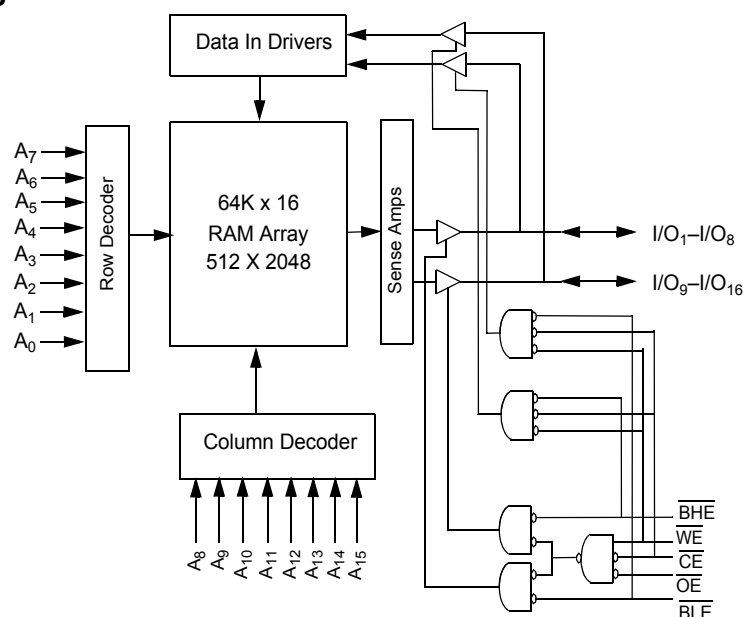 Data In Drivers
A7
A6
A5
A4
A3
A2
A1
A0
Row Decoder
64K x 16
RAM Array
512 X 2048
Sense Amps
I/O1–I/O8
I/O9–I/O16
Column Decoder
A8
A9
A10
A11
A12
A13
A14
A15
BHE
WE
CE
OE
BLE